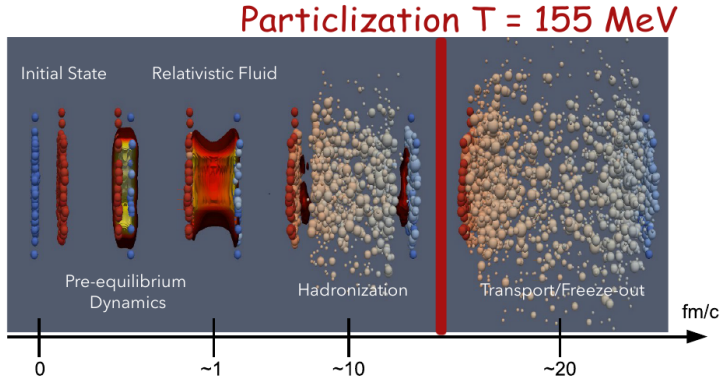 Particlization T = 155 MeV
Initial State
Relativistic Fluid
Pre-equilibrium
Dynamics
Hadronization
Transport/Freeze-out
fm/c
0
~1
~10
~20